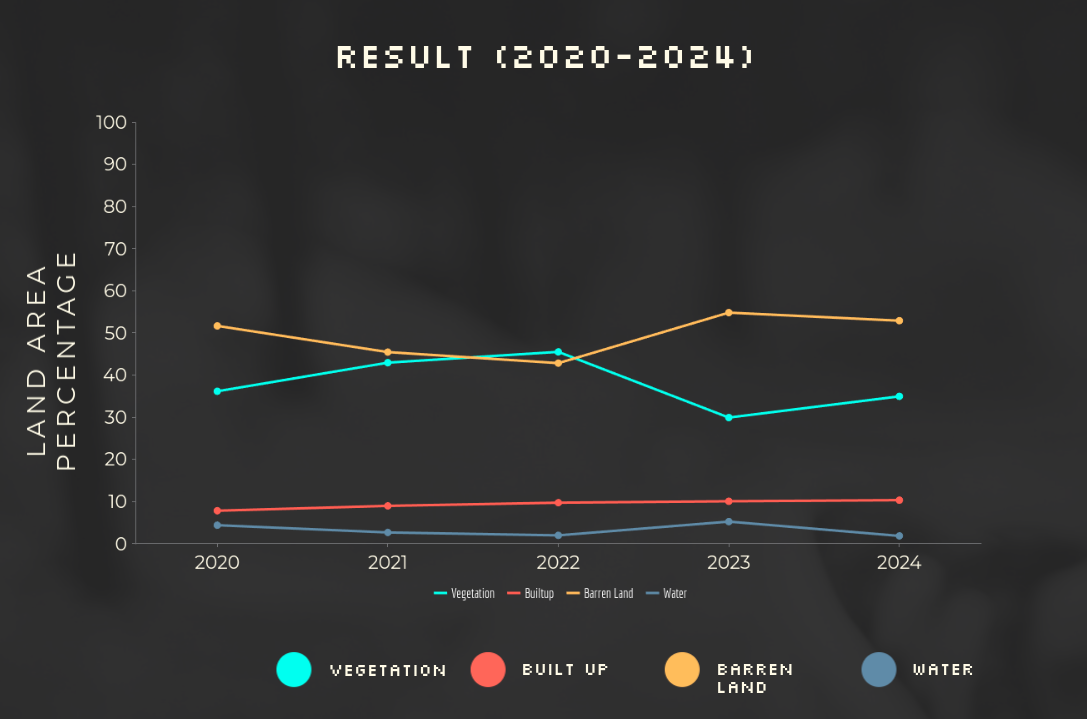 RESULT (2020-2024)
LAND AREA
PERCENTAGE
100
90
80
70
60
50
40
30
20
10
0
2020 2021 2022 2023 2024
Vegetation Builtup Barren Land Water
VEGETATION BUILT UP BARREN WATER
LAND